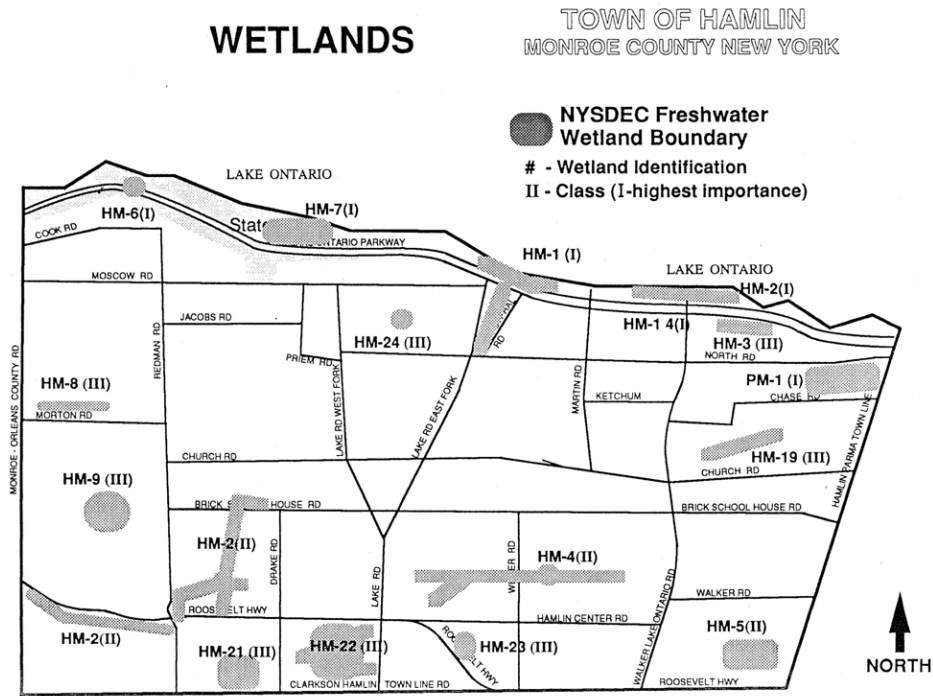 WETLANDS
TOWN OF HAMLIN
MONROE COUNTY NEW YORK
NYSDEC Freshwater
Wetland Boundary
# - Wetland Identification
II - Class (I-highest importance)
LAKE ONTARIO
HM-6(I)
HM-7(I)
State
ONTARIO PARKWAY
COOK RD
HM-1 (I)
LAKE ONTARIO
MOSCOW RD
HM-2(I)
JACOBS RD
HM-24 (III)
RD
HM-1 4(I)
HM-3 (III)
NORTH RD
PRIEM RD
REDMAN RD
HM-8 (III)
MORTON RD
LAKE RD WEST FORK
LAKE RD EAST FORK
MARTIN RD
KETCHUM
PM-1 (I)
CHASE RD
MONROE - ORLEANS COUNTY RD
HAMLIN PARMA TOWN LINE
CHURCH RD
HM-19 (III)
CHURCH RD
HM-9 (III)
BRICK HOUSE RD
BRICK SCHOOL HOUSE RD
HM-2(II)
DRAKE RD
LAKE RD
HM-4(II)
WALKER LAKE ONTARIO RD
WALKER RD
ROOSEVELT HWY
HAMLIN CENTER RD
HM-2(II)
HM-21 (III)
HM-22 (III)
HM-23 (III)
HM-5(II)
ROOSEVELT HWY
CLARKSON HAMLIN TOWN LINE RD
ROOSEVELT HWY
NORTH